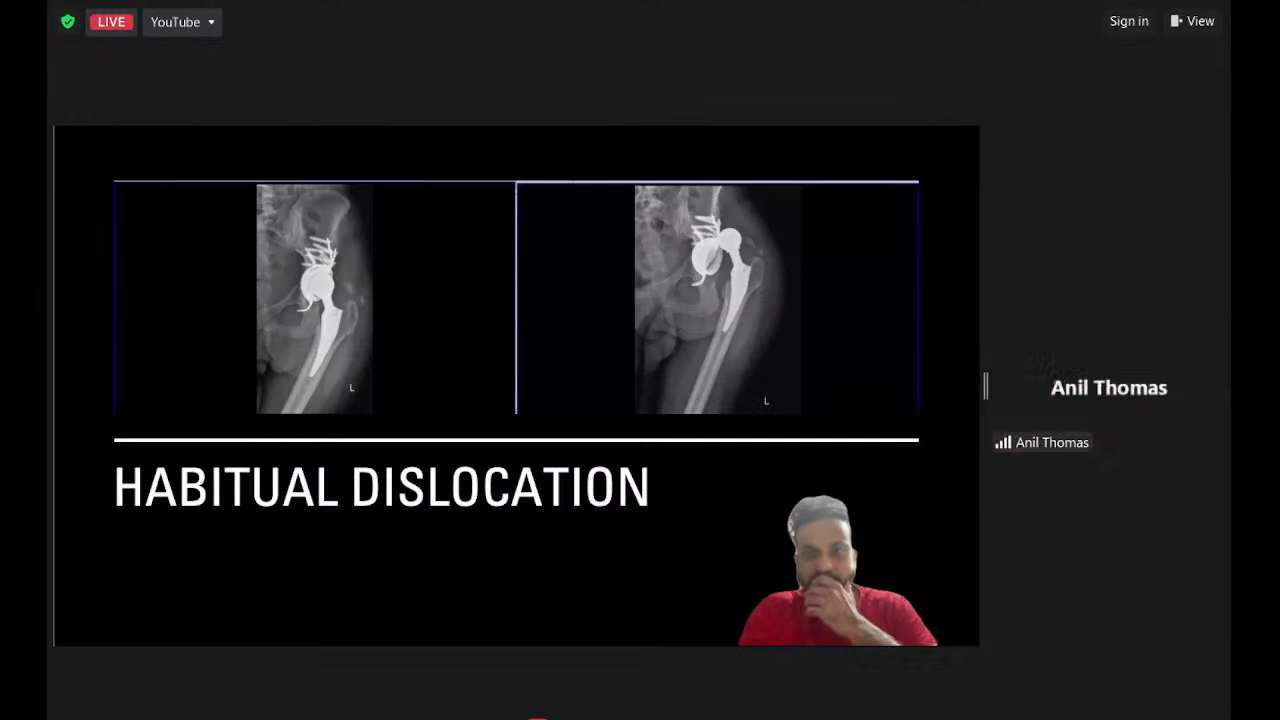 LIVE
YouTube
Sign in
View
L
L
HABITUAL DISLOCATION
Anil Thomas
Anil Thomas